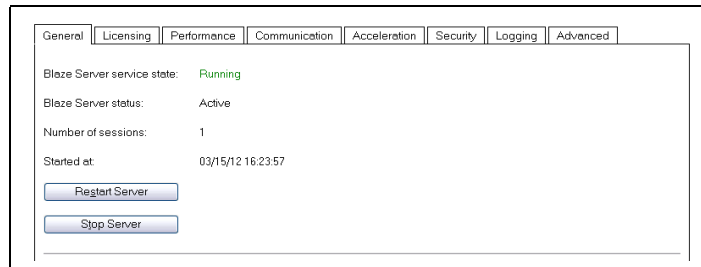 General Licensing Performance Communication Acceleration Security Logging Advanced
Blaze Server service state: Running
Blaze Server status: Active
Number of sessions: 1
Started at: 03/15/12 16:23:57
Restart Server
Stop Server